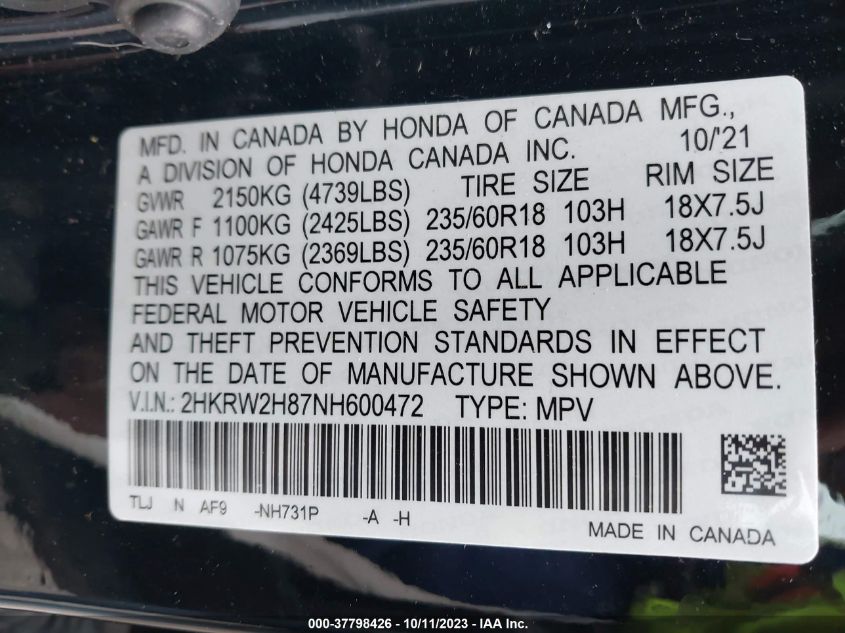 MFD. IN CANADA BY HONDA OF CANADA MFG.,
A DIVISION OF HONDA CANADA INC. 10/'21
GVWR 2150KG (4739LBS) TIRE SIZE RIM SIZE
GAWR F 1100KG (2425LBS) 235/60R18 103H 18X7.5J
GAWR R 1075KG (2369LBS) 235/60R18 103H 18X7.5J
THIS VEHICLE CONFORMS TO ALL APPLICABLE
FEDERAL MOTOR VEHICLE SAFETY
AND THEFT PREVENTION STANDARDS IN EFFECT
ON THE DATE OF MANUFACTURE SHOWN ABOVE.
V.I.N.: 2HKRW2H87NH600472 TYPE: MPV
TLJ N AF9 -NH731P -A -H
MADE IN CANADA
000-37798426 - 10/11/2023 - IAA Inc.